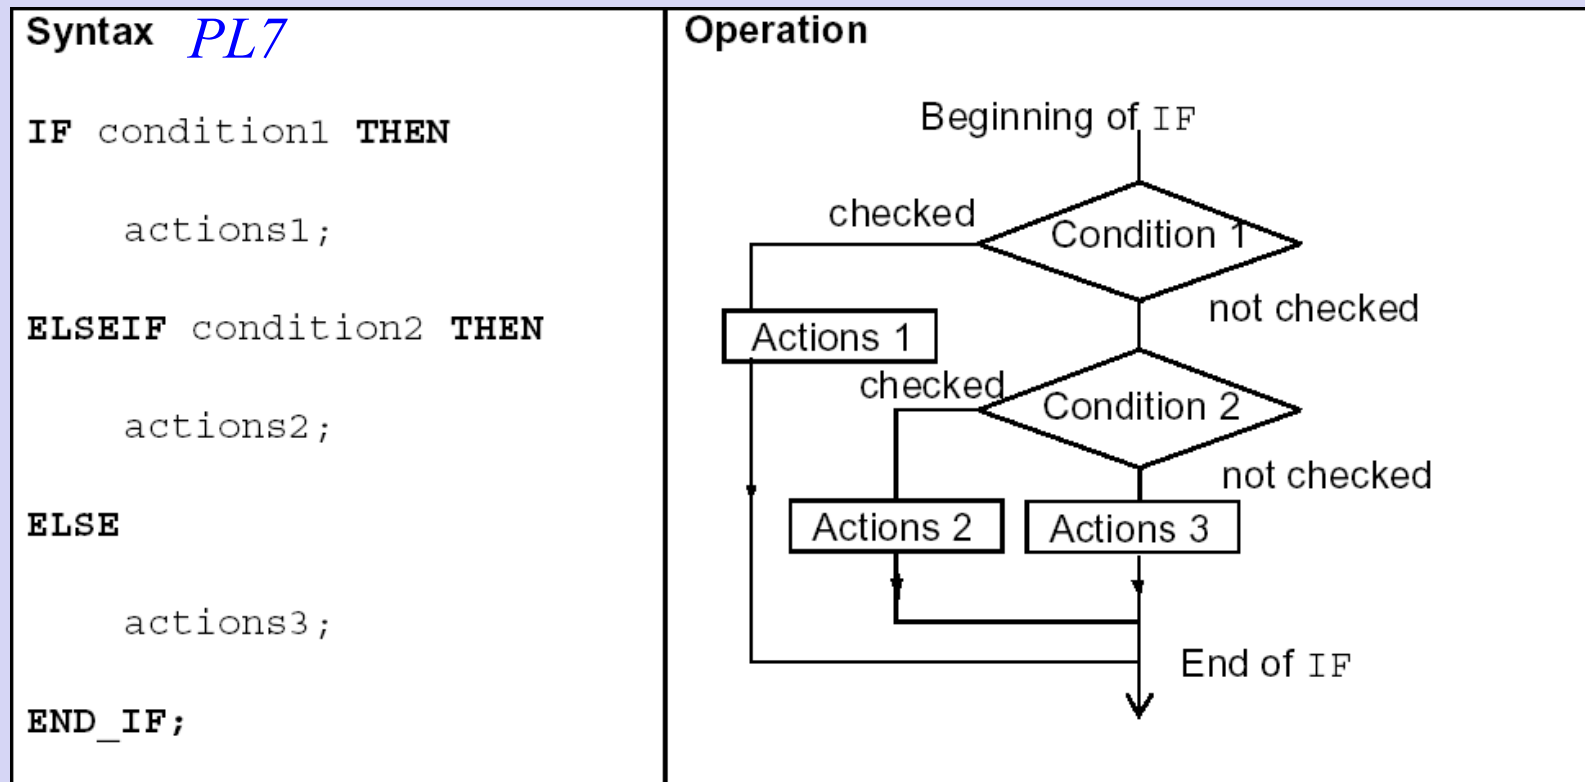 Syntax PL7
IF condition1 THEN
actions1;
ELSEIF condition2 THEN
actions2;
ELSE
actions3;
END_IF;
Operation
Beginning of IF
checked
Condition 1
not checked
Actions 1
checked
Condition 2
not checked
Actions 2
Actions 3
End of IF